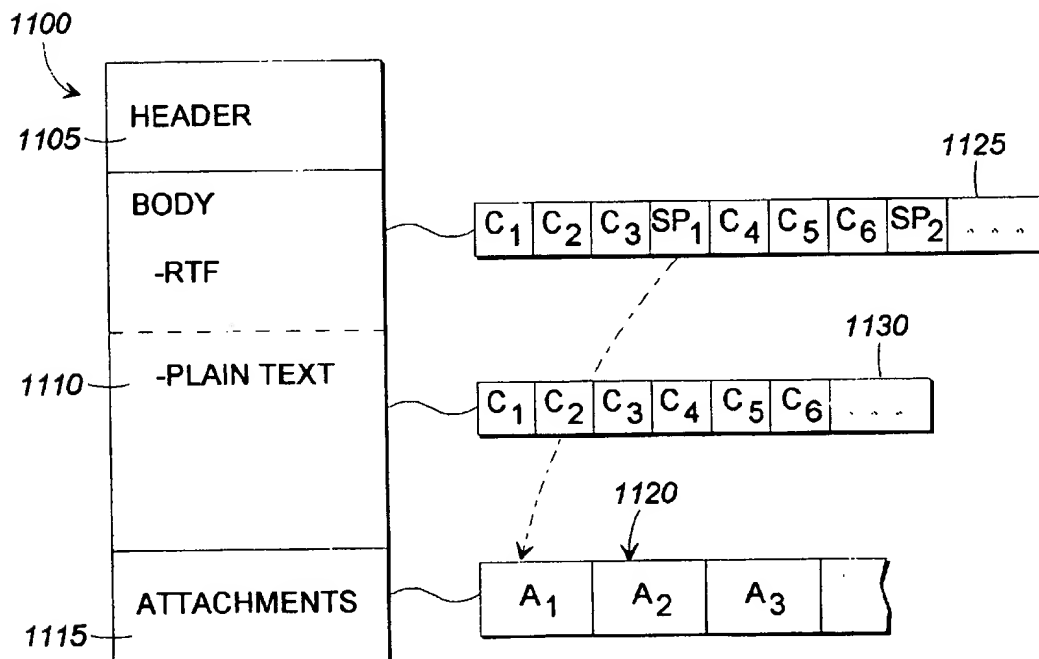 1100
HEADER
1105
1125
BODY
C1 C2 C3 SP1 C4 C5 C6 SP2 . . .
-RTF
1130
-PLAIN TEXT
1110
C1 C2 C3 C4 C5 C6 . . .
1120
ATTACHMENTS
A1 A2 A3
1115